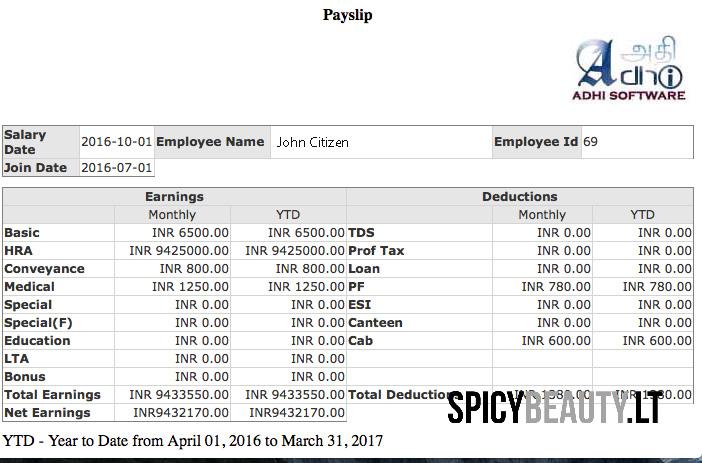 Payslip
அதி
Adhi
ADHI SOFTWARE
Salary Date 2016-10-01 Employee Name John Citizen Employee Id 69
Join Date 2016-07-01
Earnings Deductions
Monthly YTD Monthly YTD
Basic INR 6500.00 INR 6500.00 TDS INR 0.00 INR 0.00
HRA INR 9425000.00 INR 9425000.00 Prof Tax INR 0.00 INR 0.00
Conveyance INR 800.00 INR 800.00 Loan INR 0.00 INR 0.00
Medical INR 1250.00 INR 1250.00 PF INR 780.00 INR 780.00
Special INR 0.00 INR 0.00 ESI INR 0.00 INR 0.00
Special(F) INR 0.00 INR 0.00 Canteen INR 0.00 INR 0.00
Education INR 0.00 INR 0.00 Cab INR 600.00 INR 600.00
LTA INR 0.00 INR 0.00
Bonus INR 0.00 INR 0.00
Total Earnings INR 9433550.00 INR 9433550.00 Total Deductions INR 1380.00 INR 1380.00
Net Earnings INR9432170.00 INR9432170.00
SPICYBEAUTY.LT
YTD - Year to Date from April 01, 2016 to March 31, 2017